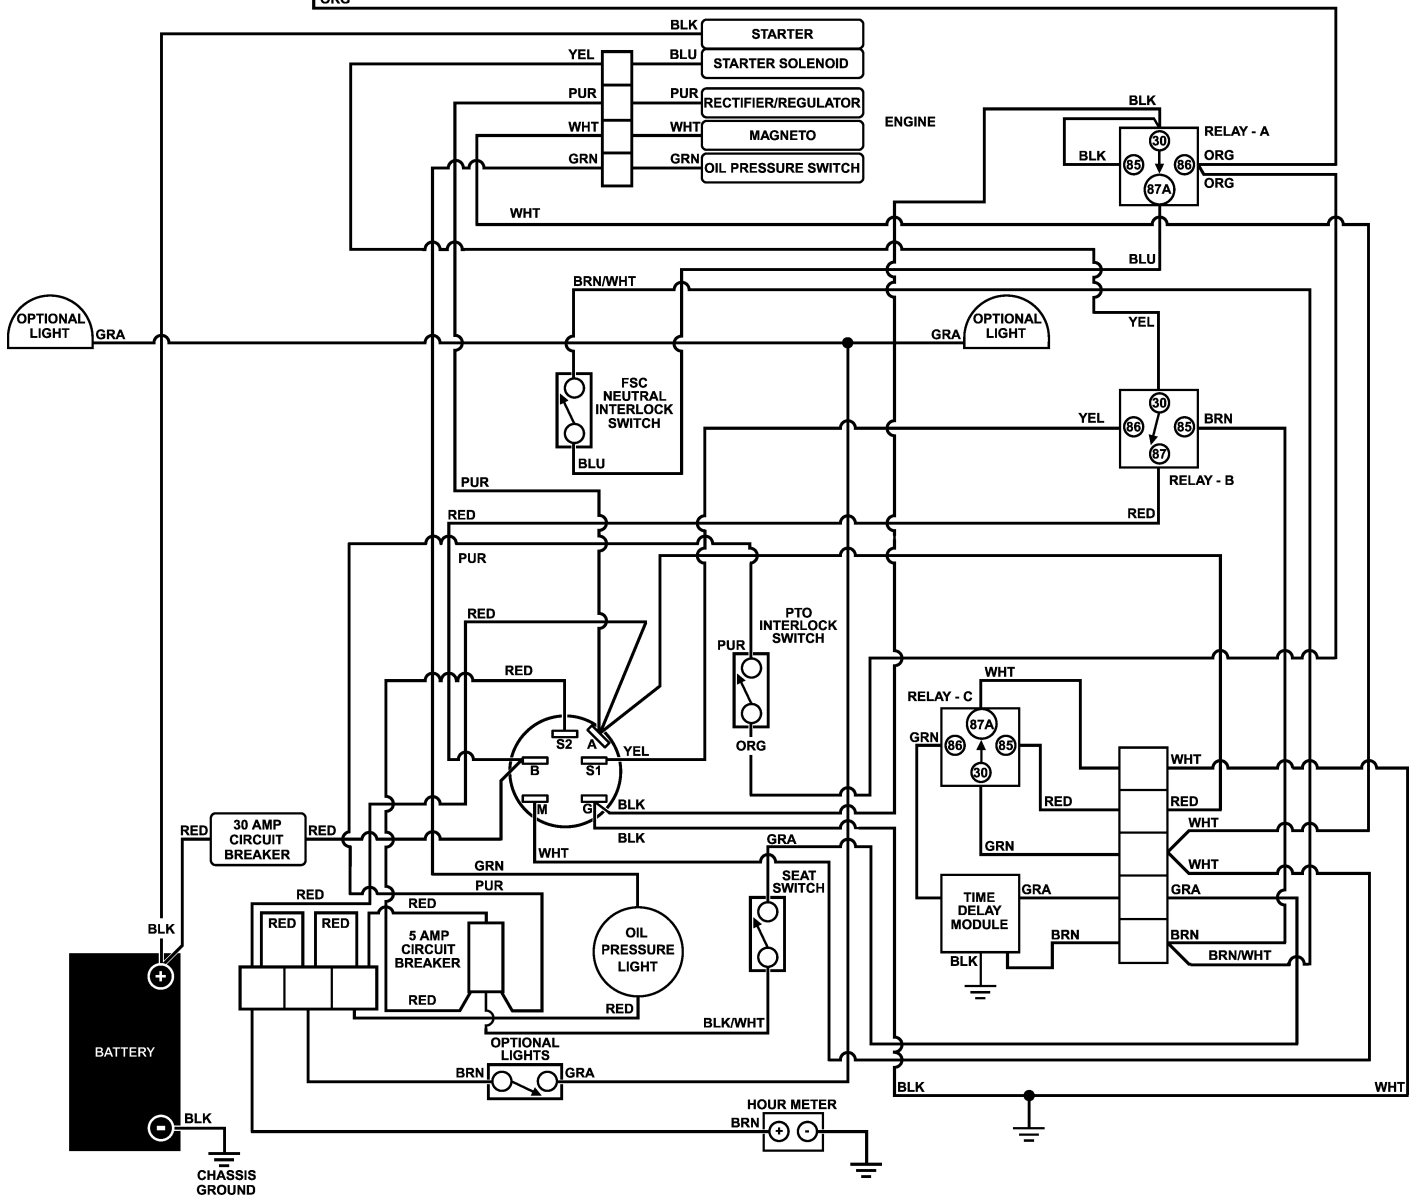 ORG
BLK
STARTER
YEL
BLU
STARTER SOLENOID
PUR
PUR
RECTIFIER/REGULATOR
WHT
WHT
MAGNETO
GRN
GRN
OIL PRESSURE SWITCH
ENGINE
BLK
RELAY - A
30
BLK
85
86
ORG
87A
ORG
WHT
BLU
BRN/WHT
OPTIONAL
LIGHT
GRA
GRA
OPTIONAL
LIGHT
YEL
FSC
NEUTRAL
INTERLOCK
SWITCH
BLU
30
YEL
86
85
BRN
87
RELAY - B
PUR
RED
RED
PUR
RED
PTO
INTERLOCK
SWITCH
PUR
RED
ORG
WHT
RELAY - C
87A
GRN
86
85
30
S2
A
YEL
B
S1
M
G
BLK
BLK
WHT
WHT
RED
RED
WHT
GRN
WHT
RED
30 AMP
CIRCUIT
BREAKER
RED
WHT
GRN
PUR
GRA
SEAT
SWITCH
RED
RED
RED
RED
5 AMP
CIRCUIT
BREAKER
OIL
PRESSURE
LIGHT
TIME
DELAY
MODULE
GRA
GRA
BRN
BRN
BRN/WHT
BLK
BLK
+
RED
RED
BLK/WHT
BATTERY
OPTIONAL
LIGHTS
BRN
GRA
BLK
WHT
-
BLK
CHASSIS
GROUND
HOUR METER
BRN
+
-